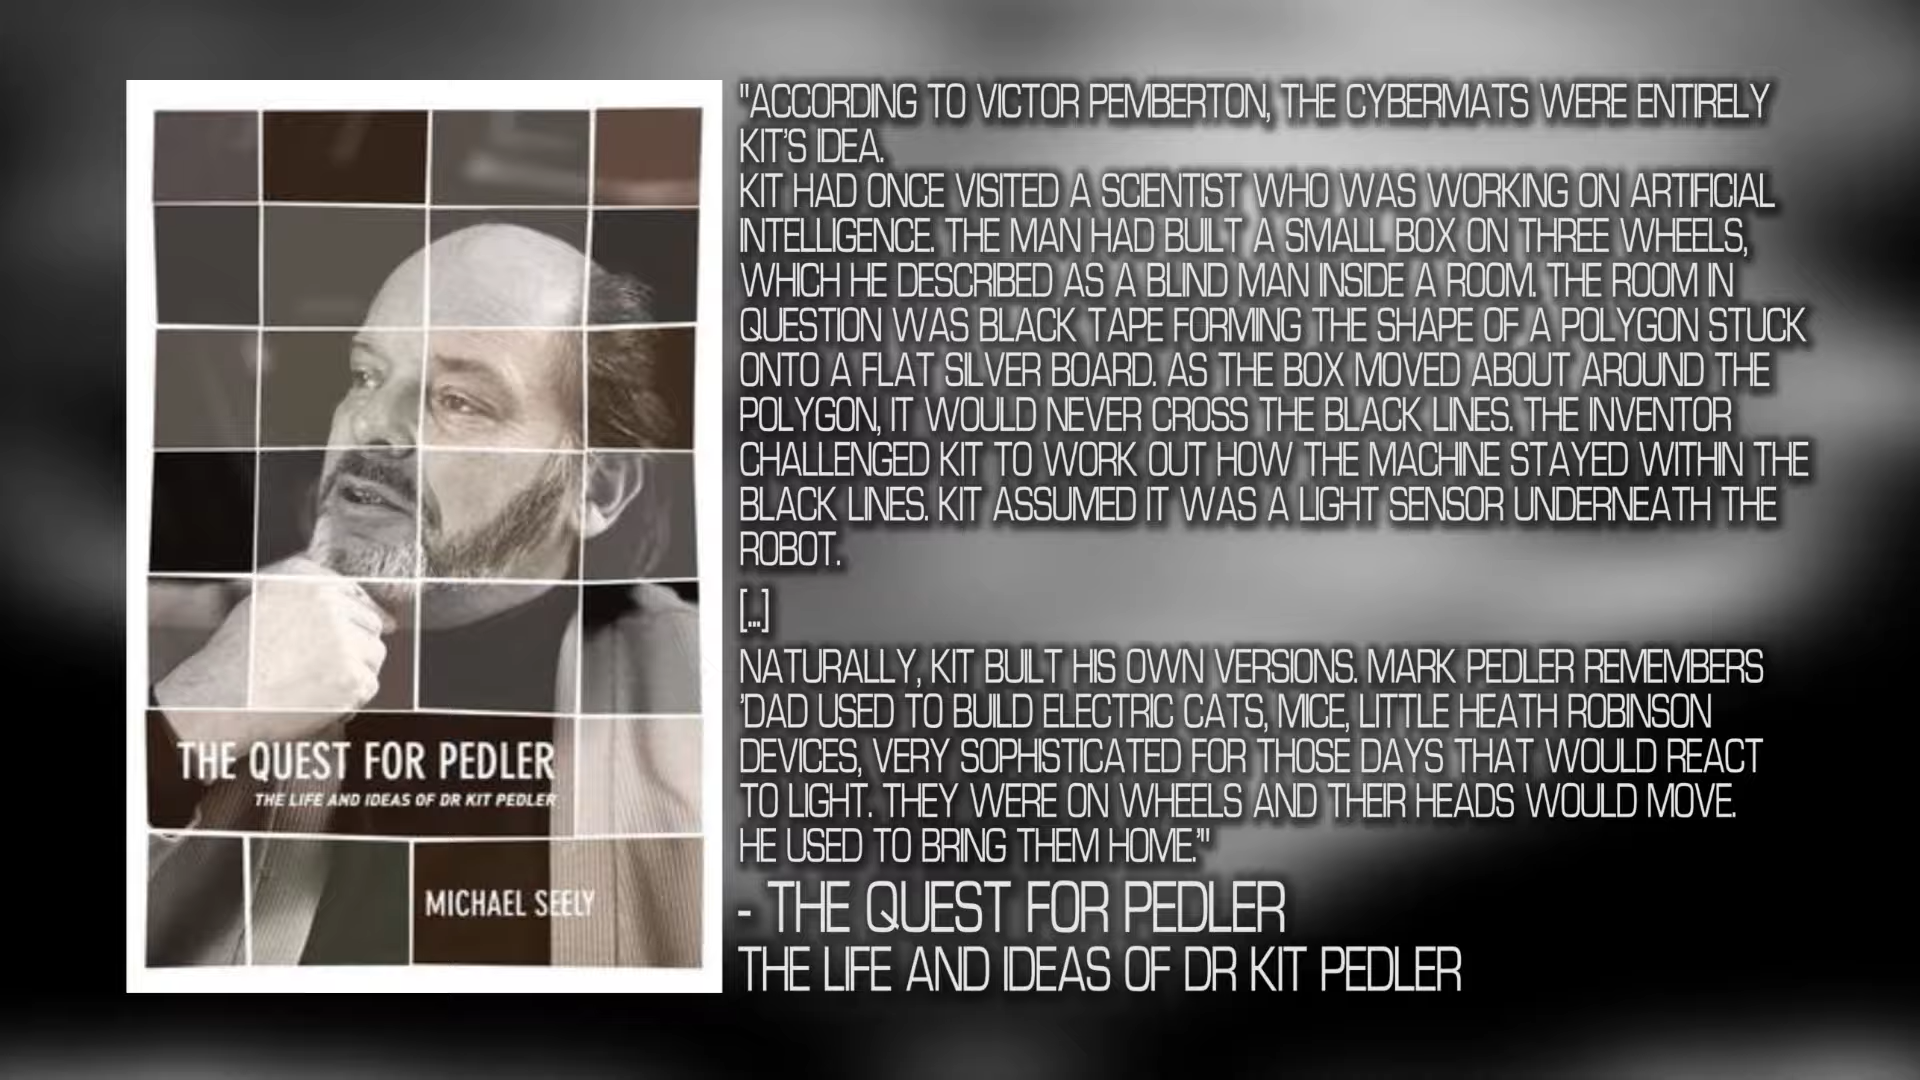 "ACCORDING TO VICTOR PEMBERTON, THE CYBERMATS WERE ENTIRELY
KIT'S IDEA.
KIT HAD ONCE VISITED A SCIENTIST WHO WAS WORKING ON ARTIFICIAL
INTELLIGENCE. THE MAN HAD BUILT A SMALL BOX ON THREE WHEELS,
WHICH HE DESCRIBED AS A BLIND MAN INSIDE A ROOM. THE ROOM IN
QUESTION WAS BLACK TAPE FORMING THE SHAPE OF A POLYGON STUCK
ONTO A FLAT SILVER BOARD. AS THE BOX MOVED ABOUT AROUND THE
POLYGON, IT WOULD NEVER CROSS THE BLACK LINES. THE INVENTOR
CHALLENGED KIT TO WORK OUT HOW THE MACHINE STAYED WITHIN THE
BLACK LINES. KIT ASSUMED IT WAS A LIGHT SENSOR UNDERNEATH THE
ROBOT.
[...]
NATURALLY, KIT BUILT HIS OWN VERSIONS. MARK PEDLER REMEMBERS
'DAD USED TO BUILD ELECTRIC CATS, MICE, LITTLE HEATH ROBINSON
DEVICES, VERY SOPHISTICATED FOR THOSE DAYS THAT WOULD REACT
TO LIGHT. THEY WERE ON WHEELS AND THEIR HEADS WOULD MOVE.
HE USED TO BRING THEM HOME.'"
- THE QUEST FOR PEDLER
THE LIFE AND IDEAS OF DR KIT PEDLER
THE QUEST FOR PEDLER
THE LIFE AND IDEAS OF DR KIT PEDLER
MICHAEL SEELY